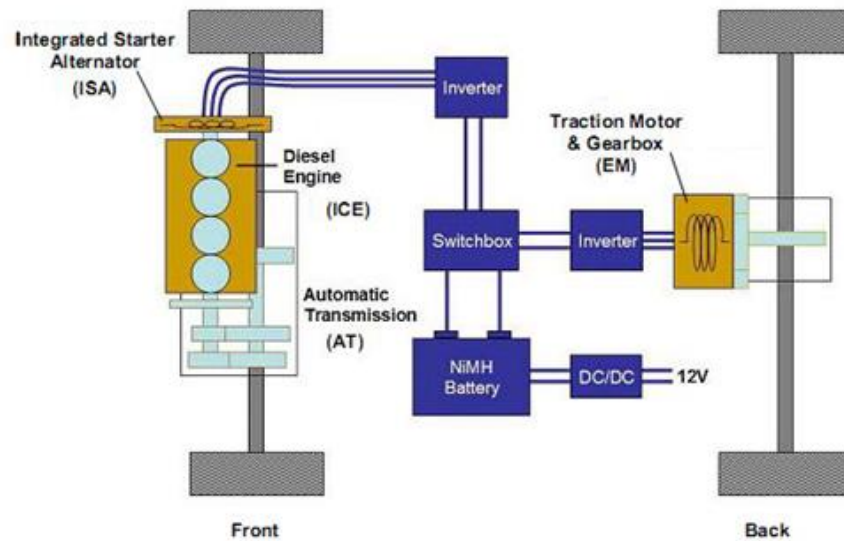 Integrated Starter
Alternator
(ISA)
Inverter
Traction Motor
& Gearbox
(EM)
Diesel
Engine
(ICE)
Switchbox
Inverter
Automatic
Transmission
(AT)
NiMH
Battery
DC/DC
12V
Front
Back